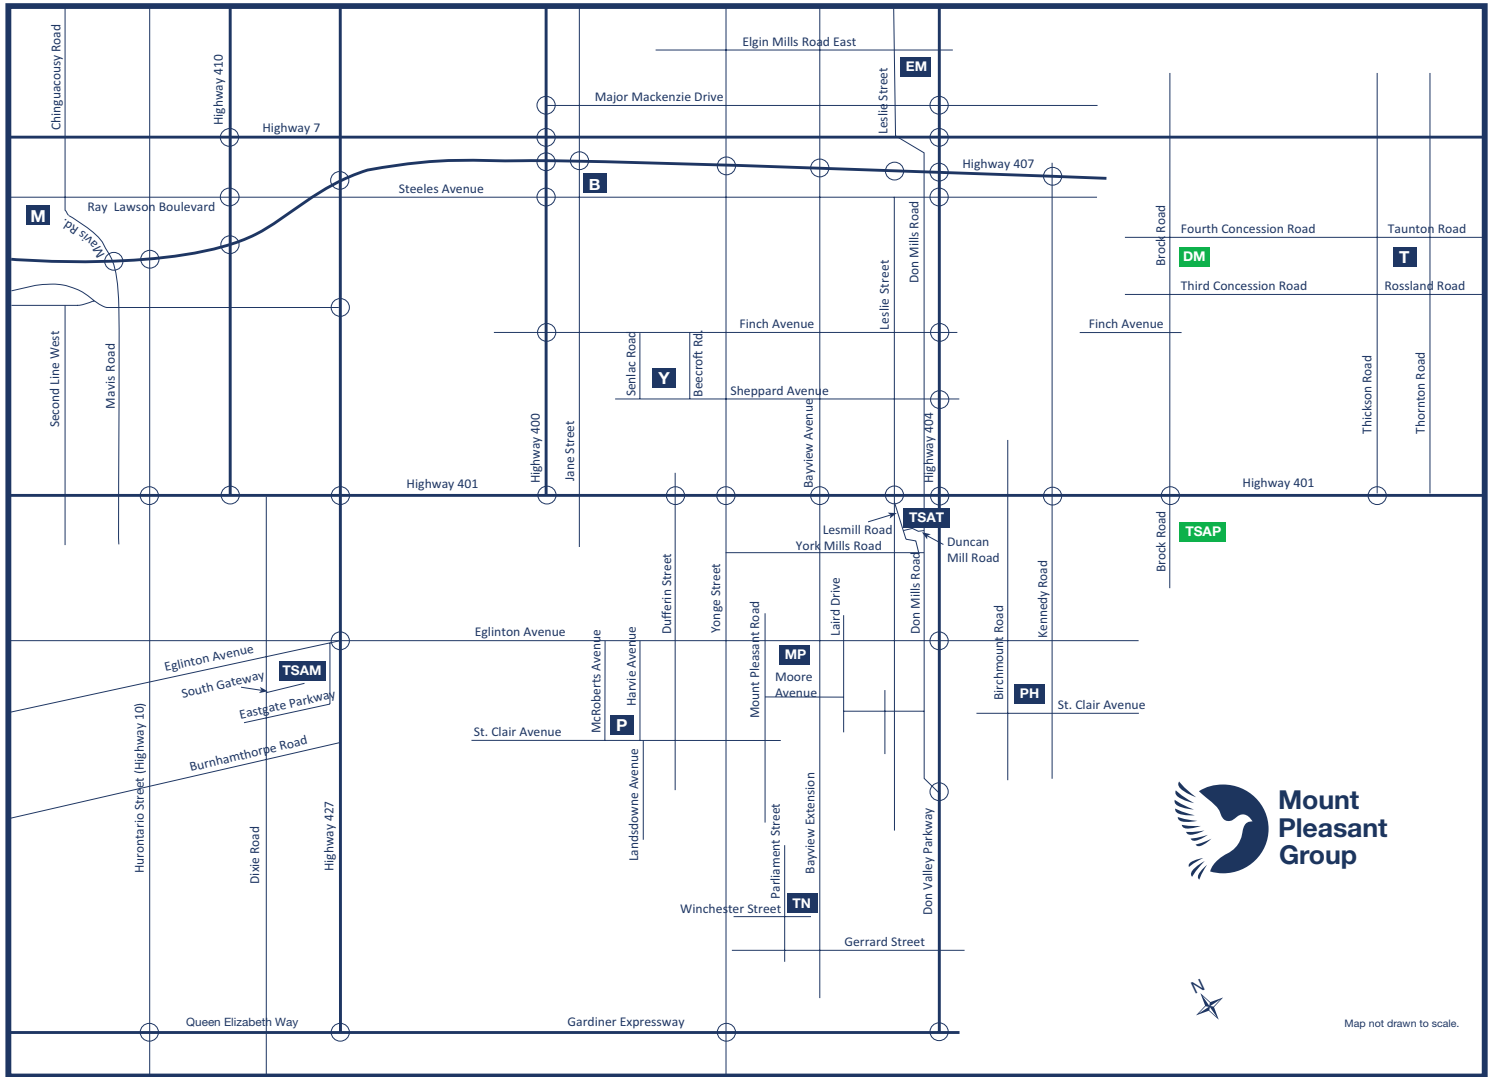 Elgin Mills Road East
EM
Chinguacousy Road
Highway 410
Leslie Street
Major Mackenzie Drive
Highway 7
Highway 407
Steeles Avenue
B
M
Ray Lawson Boulevard
Mavis Rd.
Don Mills Road
Leslie Street
Brock Road
Fourth Concession Road
Taunton Road
DM
T
Third Concession Road
Rossland Road
Finch Avenue
Finch Avenue
Second Line West
Mavis Road
Senlac Road
Y
Beecroft Rd.
Sheppard Avenue
Thickson Road
Thornton Road
Highway 400
Jane Street
Bayview Avenue
Highway 404
Highway 401
Highway 401
TSAT
Lesmill Road
York Mills Road
Duncan
Mill Road
Brock Road
TSAP
Dufferin Street
Yonge Street
Mount Pleasant Road
Laird Drive
Don Mills Road
Birchmount Road
Kennedy Road
Eglinton Avenue
Eglinton Avenue
TSAM
South Gateway
Eastgate Parkway
McRoberts Avenue
Harvie Avenue
MP
Moore
Avenue
PH
St. Clair Avenue
P
St. Clair Avenue
Burnhamthorpe Road
Hurontario Street (Highway 10)
Dixie Road
Highway 427
Landsdowne Avenue
Parliament Street
Bayview Extension
Don Valley Parkway
Mount
Pleasant
Group
TN
Winchester Street
Gerrard Street
N
Queen Elizabeth Way
Gardiner Expressway
Map not drawn to scale.